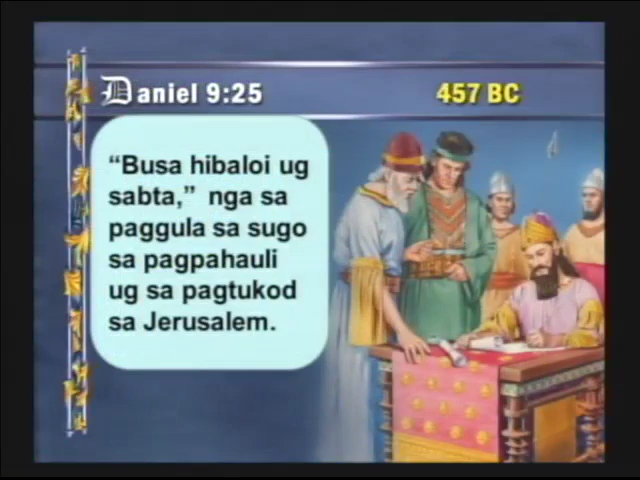 Daniel 9:25
457 BC
“Busa hibaloi ug
sabta,” nga sa
paggula sa sugo
sa pagpahauli
ug sa pagtukod
sa Jerusalem.